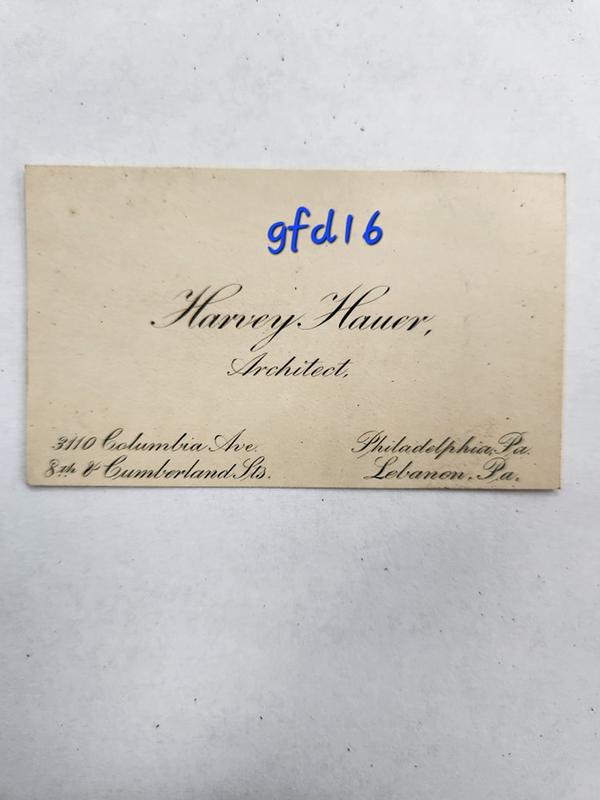 gfd16
Harvey Hauer,
Architect,
3110 Columbia Ave. Philadelphia, Pa.
8th & Cumberland Sts. Lebanon, Pa.